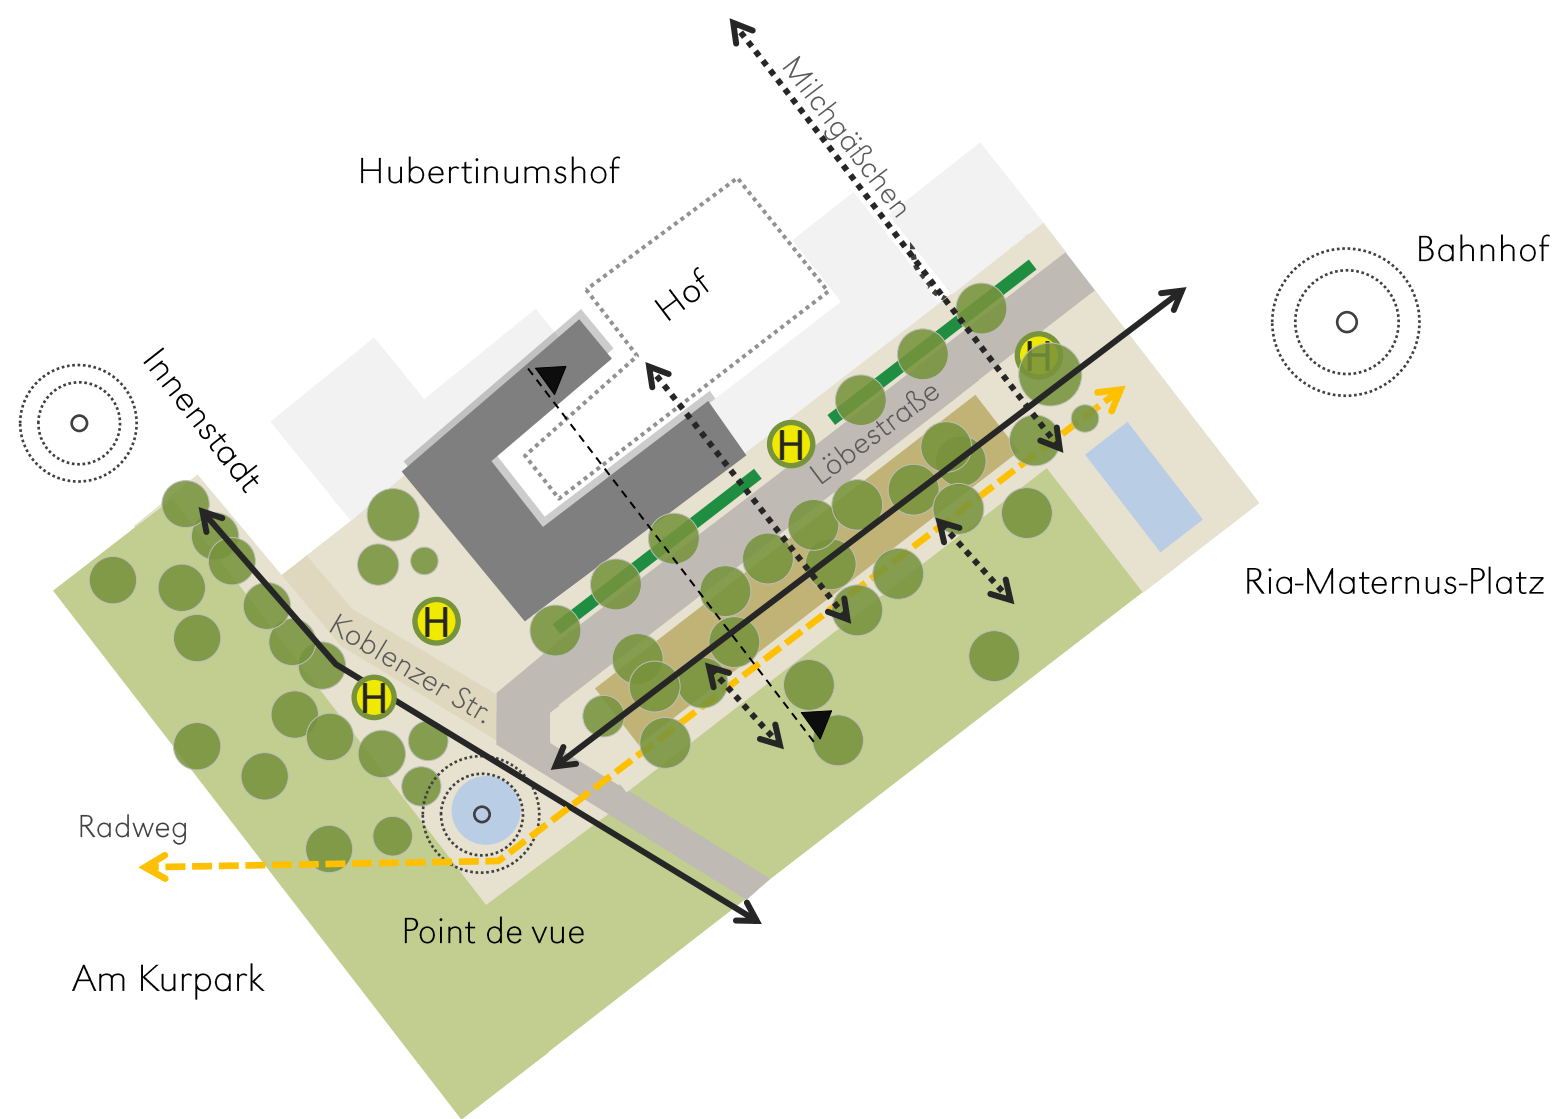 Milchgäßchen
Hubertinumshof
Bahnhof
Hof
Innenstadt
H
H
Löbestraße
Ria-Maternus-Platz
H
Koblenzer Str.
H
Radweg
Point de vue
Am Kurpark